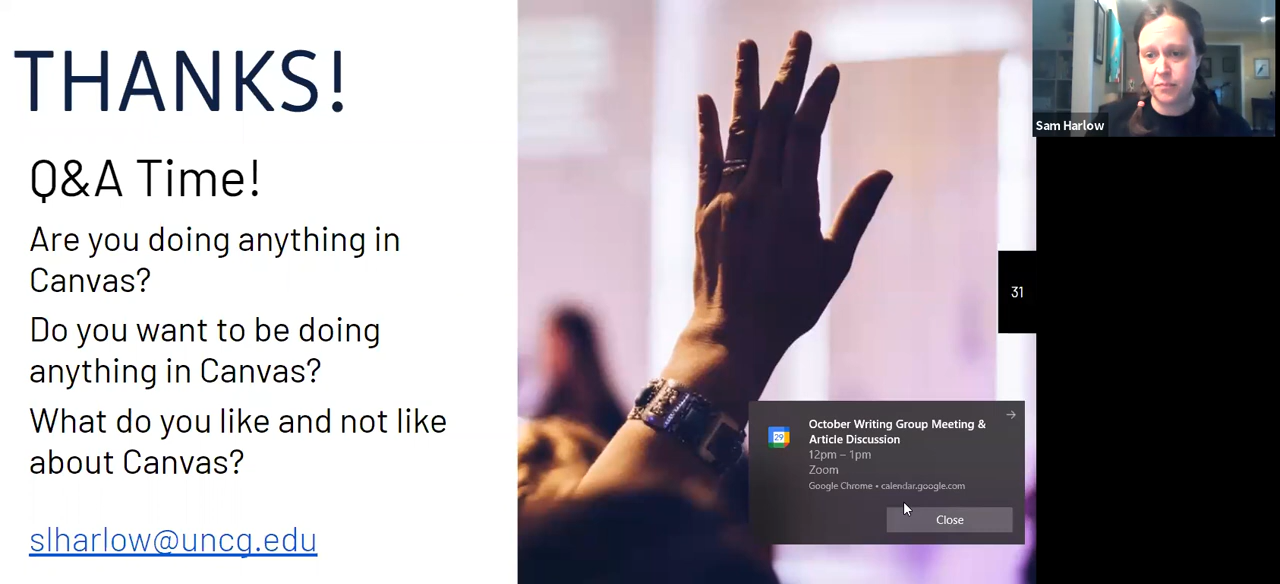 THANKS!
Q&A Time!
Are you doing anything in
Canvas?
Do you want to be doing
anything in Canvas?
What do you like and not like
about Canvas?
slharlow@uncg.edu
Sam Harlow
31
October Writing Group Meeting &
Article Discussion
12pm – 1pm
Zoom
Google Chrome • calendar.google.com
29
Close